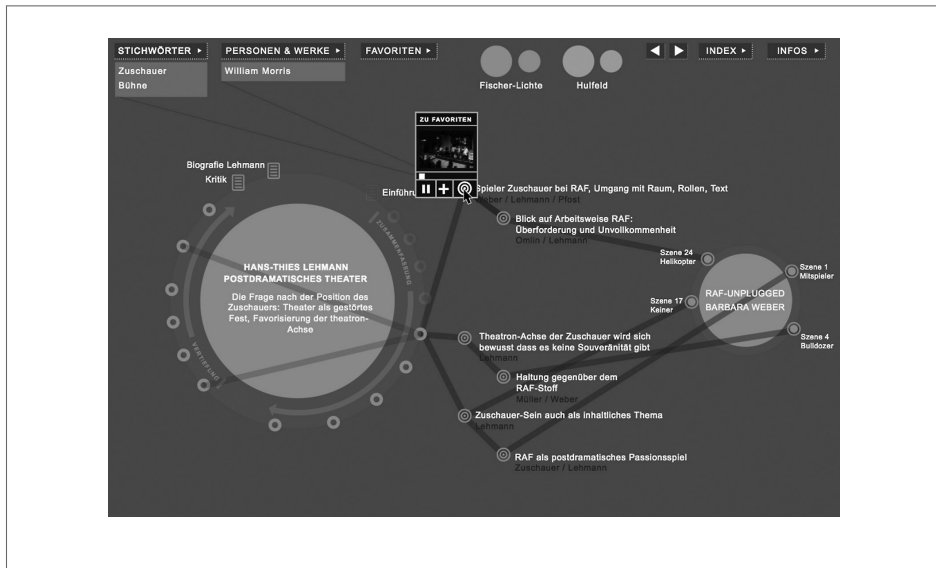 STICHWÖRTER
PERSONEN & WERKE
FAVORITEN
INDEX
INFOS
Zuschauer
Bühne
William Morris
Fischer-Lichte
Hulfeld
ZU FAVORITEN
Biografie Lehmann
Kritik
Einführu
Spieler Zuschauer bei RAF, Umgang mit Raum, Rollen, Text
Weber / Lehmann / Pfost
Blick auf Arbeitsweise RAF:
Überforderung und Unvollkommenheit
Omlin / Lehmann
ZUSAMMENFASSUNG
HANS-THIES LEHMANN
POSTDRAMATISCHES THEATER
Die Frage nach der Position des
Zuschauers: Theater als gestörtes
Fest, Favorisierung der theatron-
Achse
VERTIEFUNG
Szene 24
Helikopter
Szene 1
Mitspieler
RAF-UNPLUGGED
BARBARA WEBER
Szene 17
Keiner
Szene 4
Bulldozer
Theatron-Achse der Zuschauer wird sich
bewusst dass es keine Souveränität gibt
Lehmann
Haltung gegenüber dem
RAF-Stoff
Müller / Weber
Zuschauer-Sein auch als inhaltliches Thema
Lehmann
RAF als postdramatisches Passionsspiel
Zuschauer / Lehmann